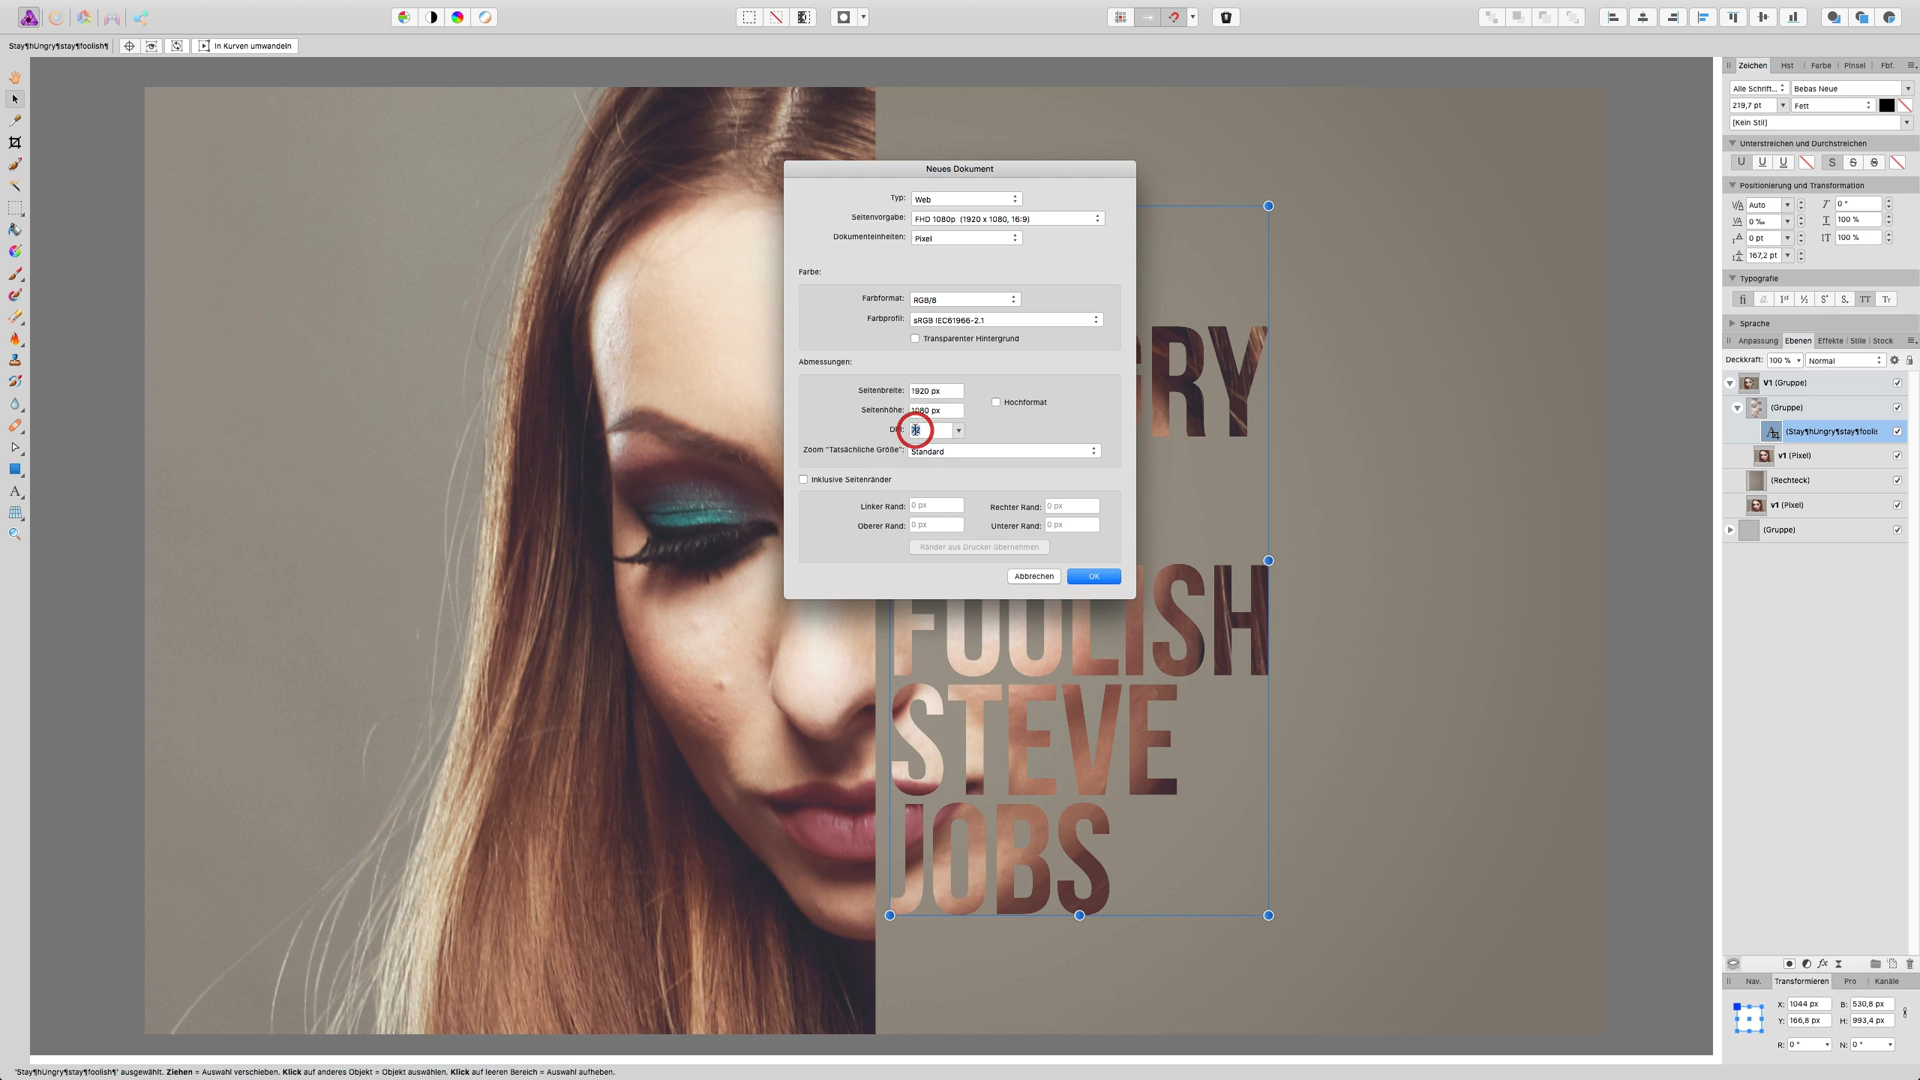 Stay¶hUngry¶stay¶foolish¶
In Kurven umwandeln
Neues Dokument
Typ: Web
Seitenvorgabe: FHD 1080p (1920 x 1080, 16:9)
Dokumenteinheiten: Pixel
Farbe:
Farbformat: RGB/8
Farbprofil: sRGB IEC61966-2.1
Transparenter Hintergrund
Abmessungen:
Seitenbreite: 1920 px
Seitenhöhe: 1080 px
Hochformat
Zoom "Tatsächliche Größe": Standard
Inklusive Seitenränder
Linker Rand: 0 px Rechter Rand: 0 px
Oberer Rand: 0 px Unterer Rand: 0 px
Ränder aus Drucker übernehmen
Abbrechen OK
GRY
FOOLISH
STEVE
JOBS
Zeichen Hst Farbe Pinsel Fbf.
Alle Schrift... Bebas Neue
219,7 pt Fett
[Kein Stil]
Unterstreichen und Durchstreichen
U U U S S S
Positionierung und Transformation
Auto 0 °
0 ‰ 100 %
0 pt 100 %
167,2 pt
Typografie
Sprache
Anpassung Ebenen Effekte Stile Stock
Deckkraft: 100 % Normal
V1 (Gruppe)
(Gruppe)
(Stay¶hUngry¶stay¶foolis
v1 (Pixel)
(Rechteck)
v1 (Pixel)
(Gruppe)
Nav. Transformieren Pro Kanäle
X: 1044 px B: 530,8 px
Y: 166,8 px H: 993,4 px
R: 0 ° N: 0 °
'Stay¶hUngry¶stay¶foolish¶' ausgewählt. Ziehen = Auswahl verschieben. Klick auf anderes Objekt = Objekt auswählen. Klick auf leeren Bereich = Auswahl aufheben.